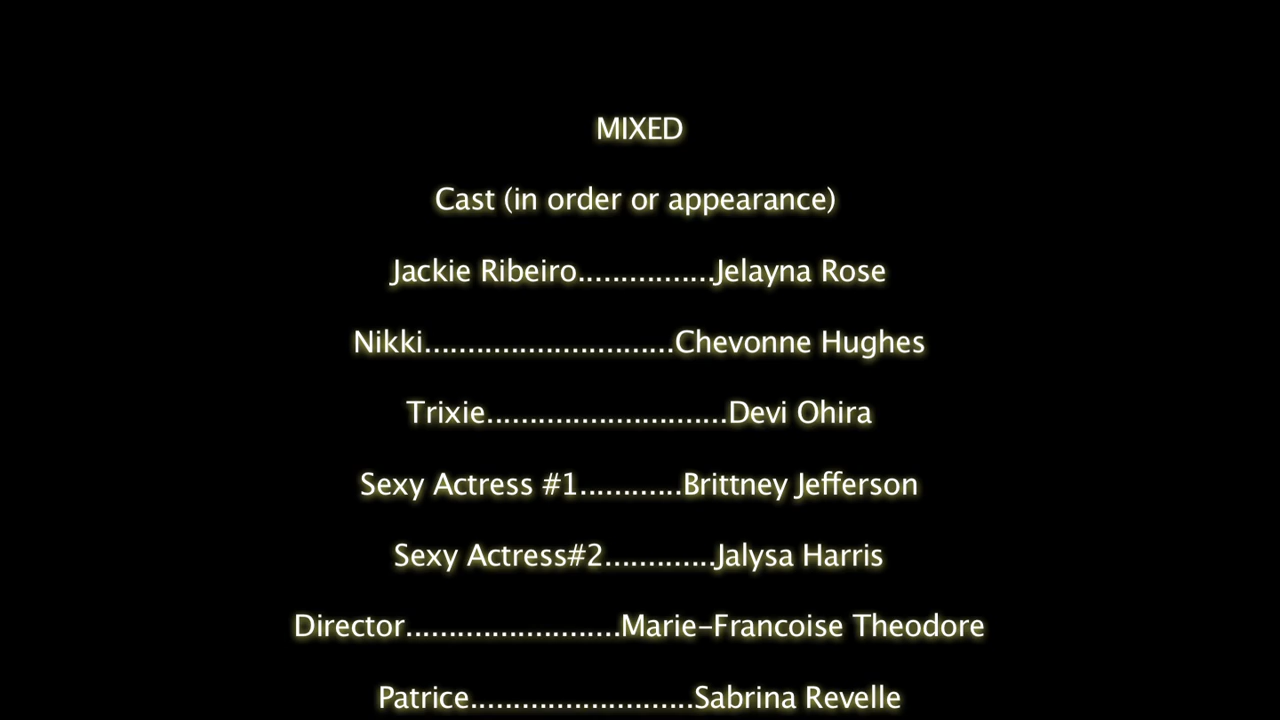 MIXED
Cast (in order or appearance)
Jackie Ribeiro................Jelayna Rose
Nikki.............................Chevonne Hughes
Trixie............................Devi Ohira
Sexy Actress #1............Brittney Jefferson
Sexy Actress#2.............Jalysa Harris
Director.........................Marie-Francoise Theodore
Patrice..........................Sabrina Revelle